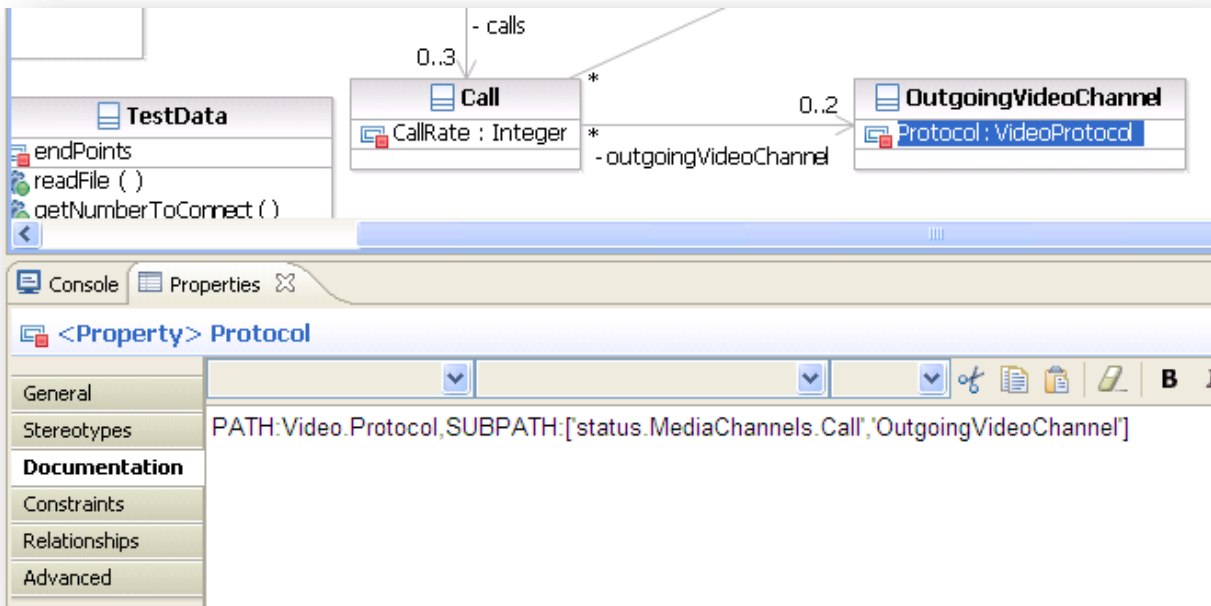 - calls
0..3
*
Call
0..2
OutgoingVideoChannel
TestData
CallRate : Integer
*
Protocol : VideoProtocol
endPoints
-outgoingVideoChannel
readFile ( )
getNumberToConnect ( )
Console
Properties
<Property> Protocol
General
B
Stereotypes
PATH:Video.Protocol,SUBPATH:['status.MediaChannels.Call','OutgoingVideoChannel']
Documentation
Constraints
Relationships
Advanced